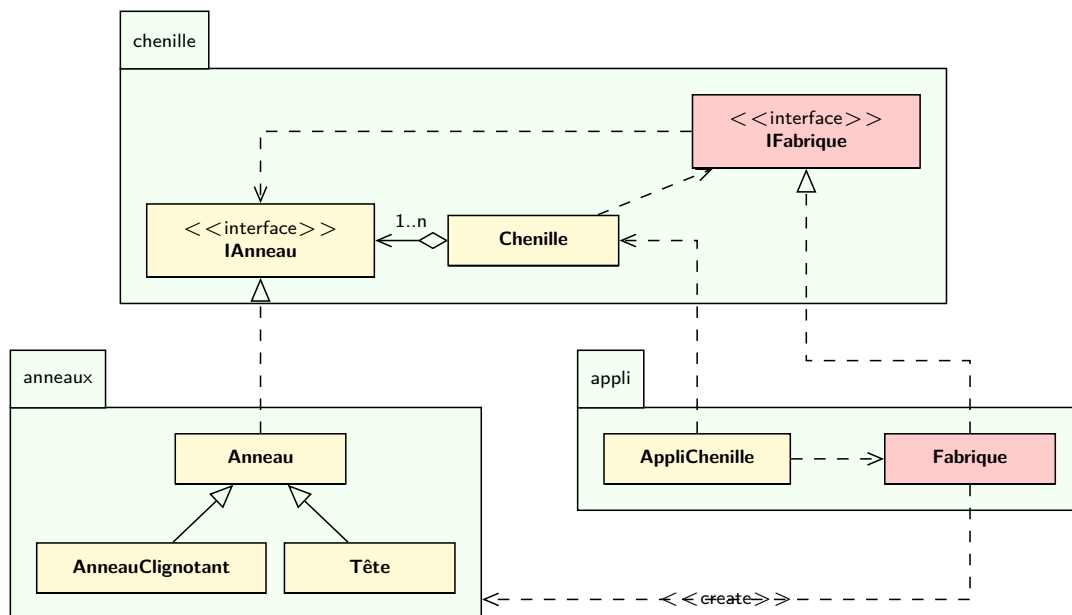 chenille
<<interface>>
IFabrique
<<interface>>
IAnneau
1..n
Chenille
anneaux
appli
Anneau
AppliChenille
Fabrique
AnneauClignotant
Tête
<<create>>